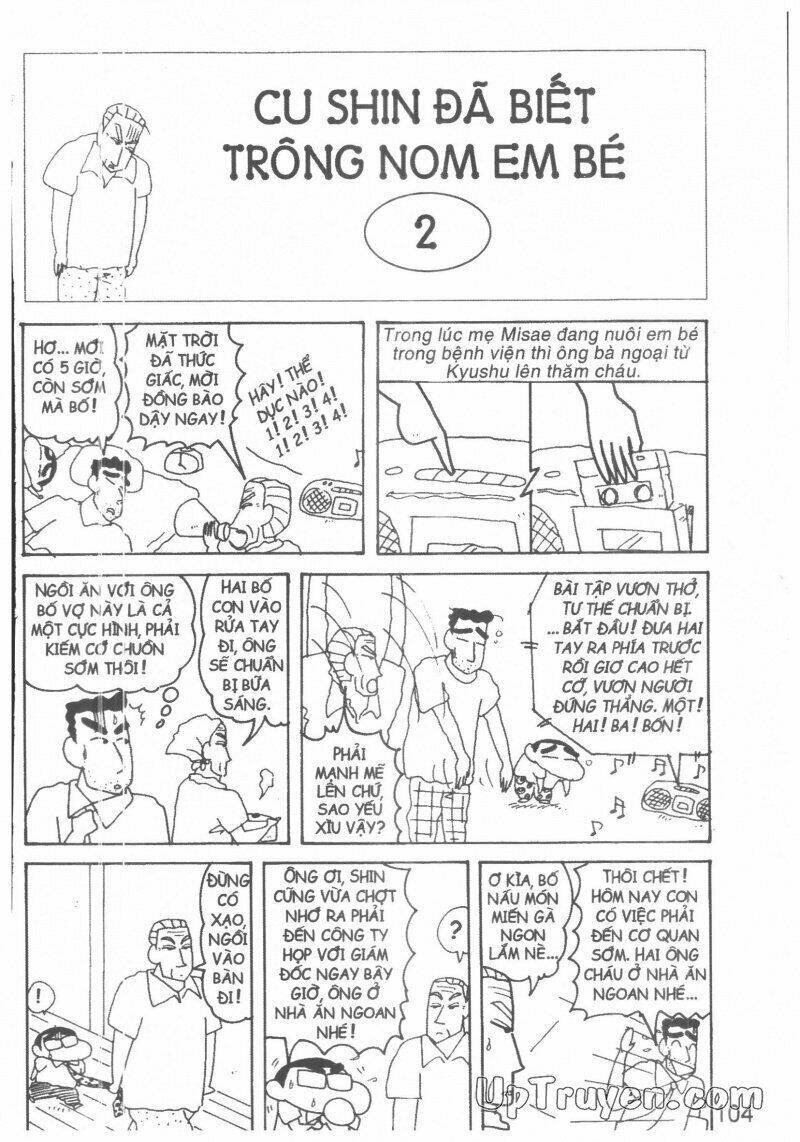 CU SHIN ĐÃ BIẾT
TRÔNG NOM EM BÉ
2
Trong lúc mẹ Misae đang nuôi em bé
trong bệnh viện thì ông bà ngoại từ
Kyushu lên thăm cháu.
HÂY! THỂ
DỤC NÀO!
1! 2! 3! 4!
1! 2! 3! 4!
MẶT TRỜI
ĐÃ THỨC
GIẤC, MỜI
ĐỒNG BÀO
DẬY NGAY!
HƠ... MỚI
CÓ 5 GIỜ,
CÒN SỚM
MÀ BỐ!
BÀI TẬP VƯƠN THỞ,
TƯ THẾ CHUẨN BỊ.
...BẮT ĐẦU! ĐƯA HAI
TAY RA PHÍA TRƯỚC
RỒI GIƠ CAO HẾT
CỠ, VƯƠN NGƯỜI
ĐỨNG THẲNG. MỘT!
HAI! BA! BỐN!
PHẢI
MẠNH MẼ
LÊN CHỨ,
SAO YẾU
XÌU VẬY?
HAI BỐ
CON VÀO
RỬA TAY
ĐI, ÔNG
SẼ CHUẨN
BỊ BỮA
SÁNG.
NGỒI ĂN VỚI ÔNG
BỐ VỢ NÀY LÀ CẢ
MỘT CỰC HÌNH, PHẢI
KIẾM CỚ CHUỒN
SỚM THÔI!
THÔI CHẾT!
HÔM NAY CON
CÓ VIỆC PHẢI
ĐẾN CƠ QUAN
SỚM. HAI ÔNG
CHÁU Ở NHÀ ĂN
NGOAN NHÉ...
Ơ KÌA, BỐ
NẤU MÓN
MIẾN GÀ
NGON
LẮM NÈ...
?
ÔNG ƠI, SHIN
CŨNG VỪA CHỢT
NHỚ RA PHẢI
ĐẾN CÔNG TY
HỌP VỚI GIÁM
ĐỐC NGAY BÂY
GIỜ, ÔNG Ở
NHÀ ĂN NGOAN
NHÉ!
ĐỪNG
CÓ
XẠO,
NGỒI
VÀO
BÀN
ĐI!
!
UpTruyen.com
104